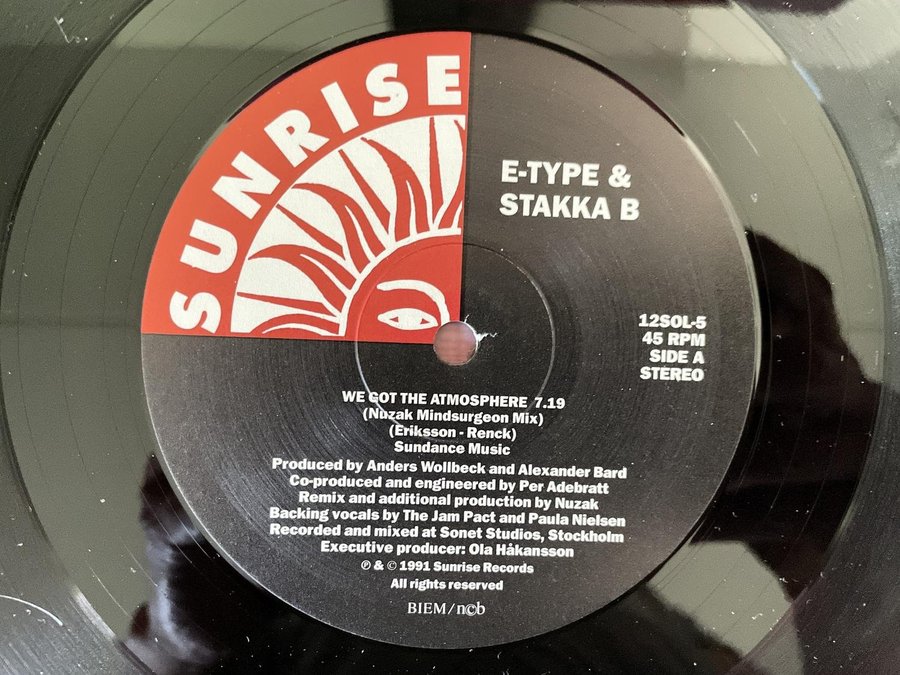 SUNRISE
E-TYPE &
STAKKA B
12SOL-5
45 RPM
SIDE A
STEREO
WE GOT THE ATMOSPHERE 7.19
(Nuzak Mindsurgeon Mix)
(Eriksson - Renck)
Sundance Music
Produced by Anders Wollbeck and Alexander Bard
Co-produced and engineered by Per Adebratt
Remix and additional production by Nuzak
Backing vocals by The Jam Pact and Paula Nielsen
Recorded and mixed at Sonet Studios, Stockholm
Executive producer: Ola Håkansson
℗ & © 1991 Sunrise Records
All rights reserved
BIEM/n©b